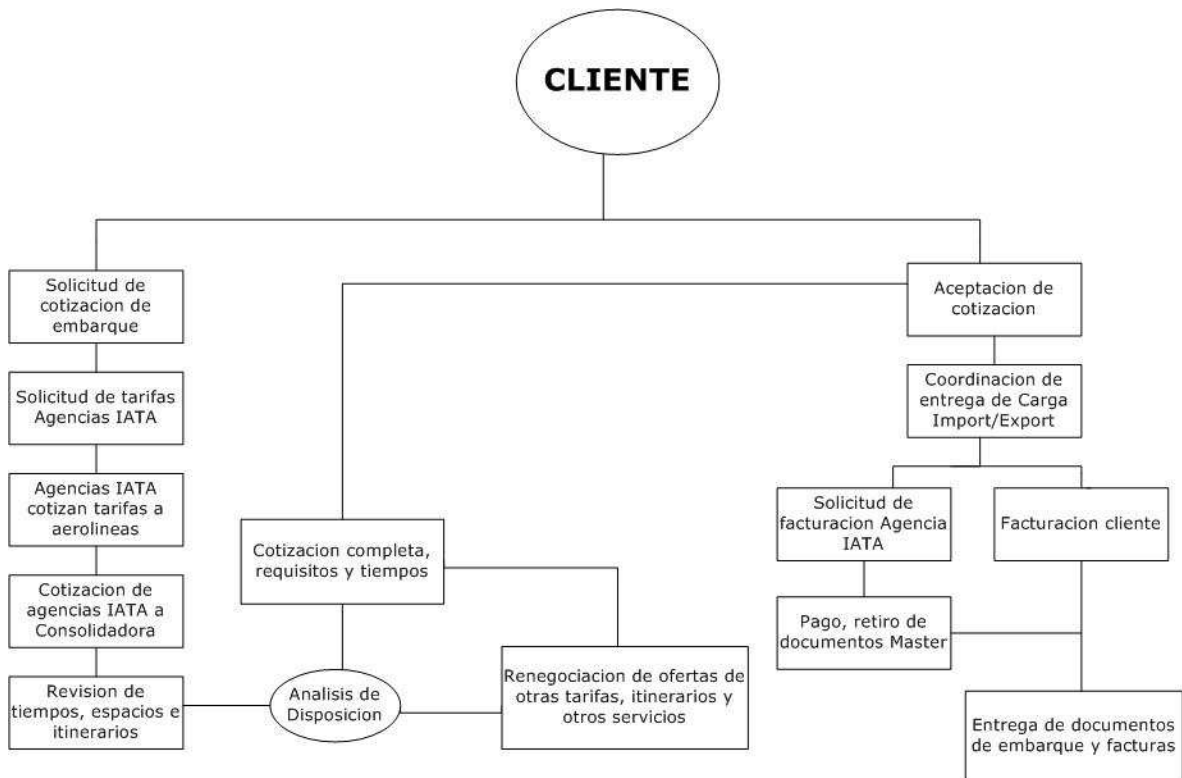 CLIENTE
Solicitud de
cotizacion de
embarque
Solicitud de tarifas
Agencias IATA
Agencias IATA
cotizan tarifas a
aerolineas
Cotizacion de
agencias IATA a
Consolidadora
Revision de
tiempos, espacios e
itinerarios
Analisis de
Disposicion
Cotizacion completa,
requisitos y tiempos
Renegociacion de ofertas de
otras tarifas, itinerarios y
otros servicios
Aceptacion de
cotizacion
Coordinacion de
entrega de Carga
Import/Export
Solicitud de
facturacion Agencia
IATA
Facturacion cliente
Pago, retiro de
documentos Master
Entrega de documentos
de embarque y facturas